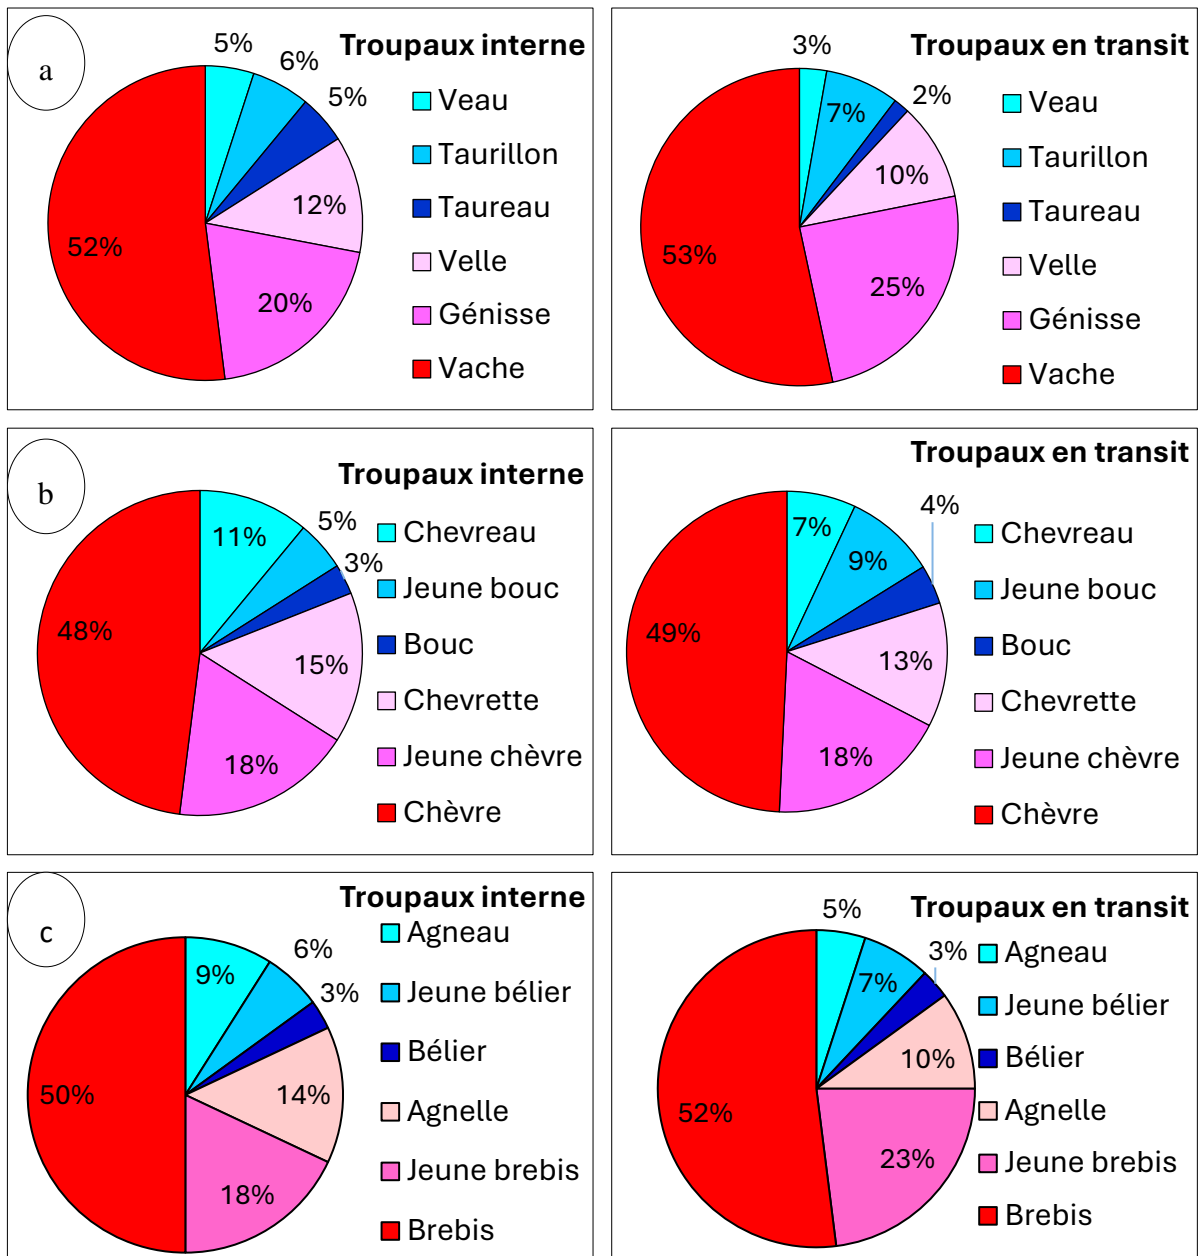 a
Troupaux interne
5%
6%
5%
12%
20%
52%
Veau
Taurillon
Taureau
Velle
Génisse
Vache
Troupaux en transit
3%
7%
2%
10%
25%
53%
Veau
Taurillon
Taureau
Velle
Génisse
Vache
b
Troupaux interne
11%
5%
3%
15%
18%
48%
Chevreau
Jeune bouc
Bouc
Chevrette
Jeune chèvre
Chèvre
Troupaux en transit
7%
9%
4%
13%
18%
49%
Chevreau
Jeune bouc
Bouc
Chevrette
Jeune chèvre
Chèvre
c
Troupaux interne
9%
6%
3%
14%
18%
50%
Agneau
Jeune bélier
Bélier
Agnelle
Jeune brebis
Brebis
Troupaux en transit
5%
7%
3%
10%
23%
52%
Agneau
Jeune bélier
Bélier
Agnelle
Jeune brebis
Brebis